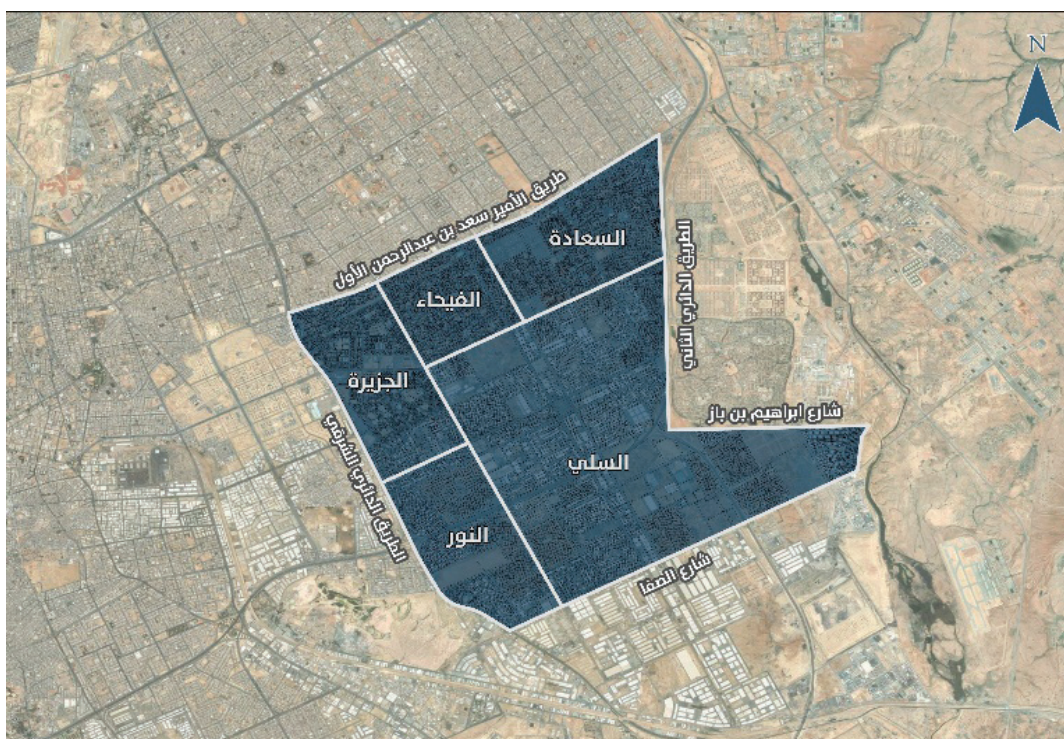 N
طريق الأمير سعد بن عبدالرحمن الأول
السعادة
الفيحاء
الطريق الدائري الثاني
الجزيرة
شارع ابراهيم بن باز
السلي
الطريق الدائري الشرقي
النور
شارع الصفا